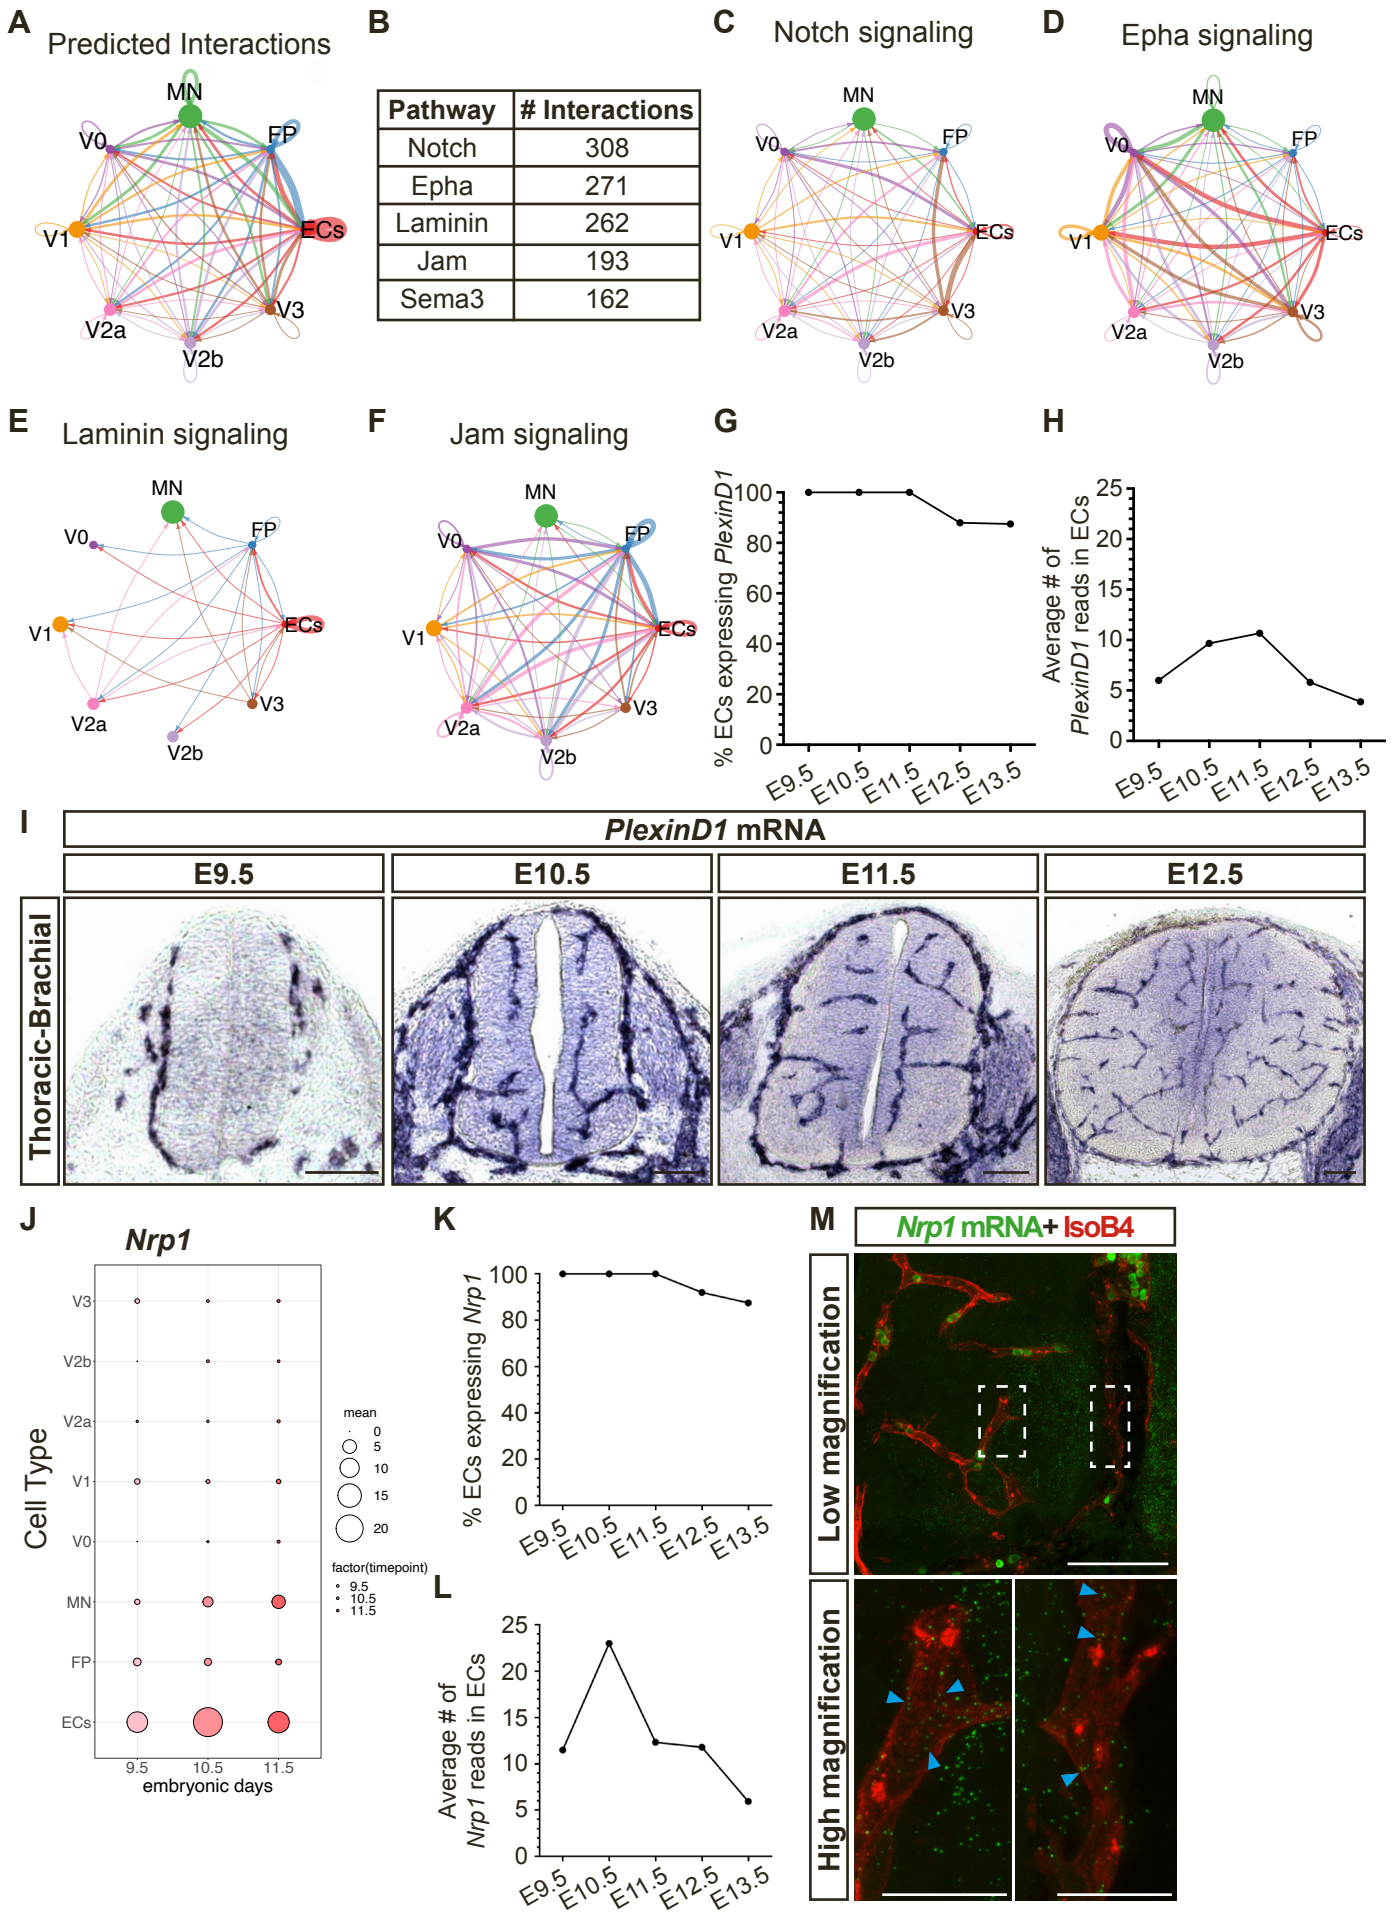 A
Predicted Interactions
MN
V0
FP
V1
ECs
V2a
V3
V2b
B
Pathway # Interactions
Notch 308
Epha 271
Laminin 262
Jam 193
Sema3 162
C
Notch signaling
MN
V0
FP
V1
ECs
V2a
V3
V2b
D
Epha signaling
MN
V0
FP
V1
ECs
V2a
V3
V2b
E
Laminin signaling
MN
V0
FP
V1
ECs
V2a
V3
V2b
F
Jam signaling
MN
V0
FP
V1
ECs
V2a
V3
V2b
G
% ECs expressing PlexinD1
100
80
60
40
20
0
E9.5
E10.5
E11.5
E12.5
E13.5
H
Average # of
PlexinD1 reads in ECs
25
20
15
10
5
0
E9.5
E10.5
E11.5
E12.5
E13.5
I
PlexinD1 mRNA
E9.5 E10.5 E11.5 E12.5
Thoracic-Brachial
J
Nrp1
Cell Type
V3
V2b
V2a
V1
V0
MN
FP
ECs
9.5 10.5 11.5
embryonic days
mean
0
5
10
15
20
factor(timepoint)
9.5
10.5
11.5
K
% ECs expressing Nrp1
100
80
60
40
20
0
E9.5
E10.5
E11.5
E12.5
E13.5
L
Average # of
Nrp1 reads in ECs
25
20
15
10
5
0
E9.5
E10.5
E11.5
E12.5
E13.5
M
Nrp1 mRNA+ IsoB4
Low magnification
High magnification